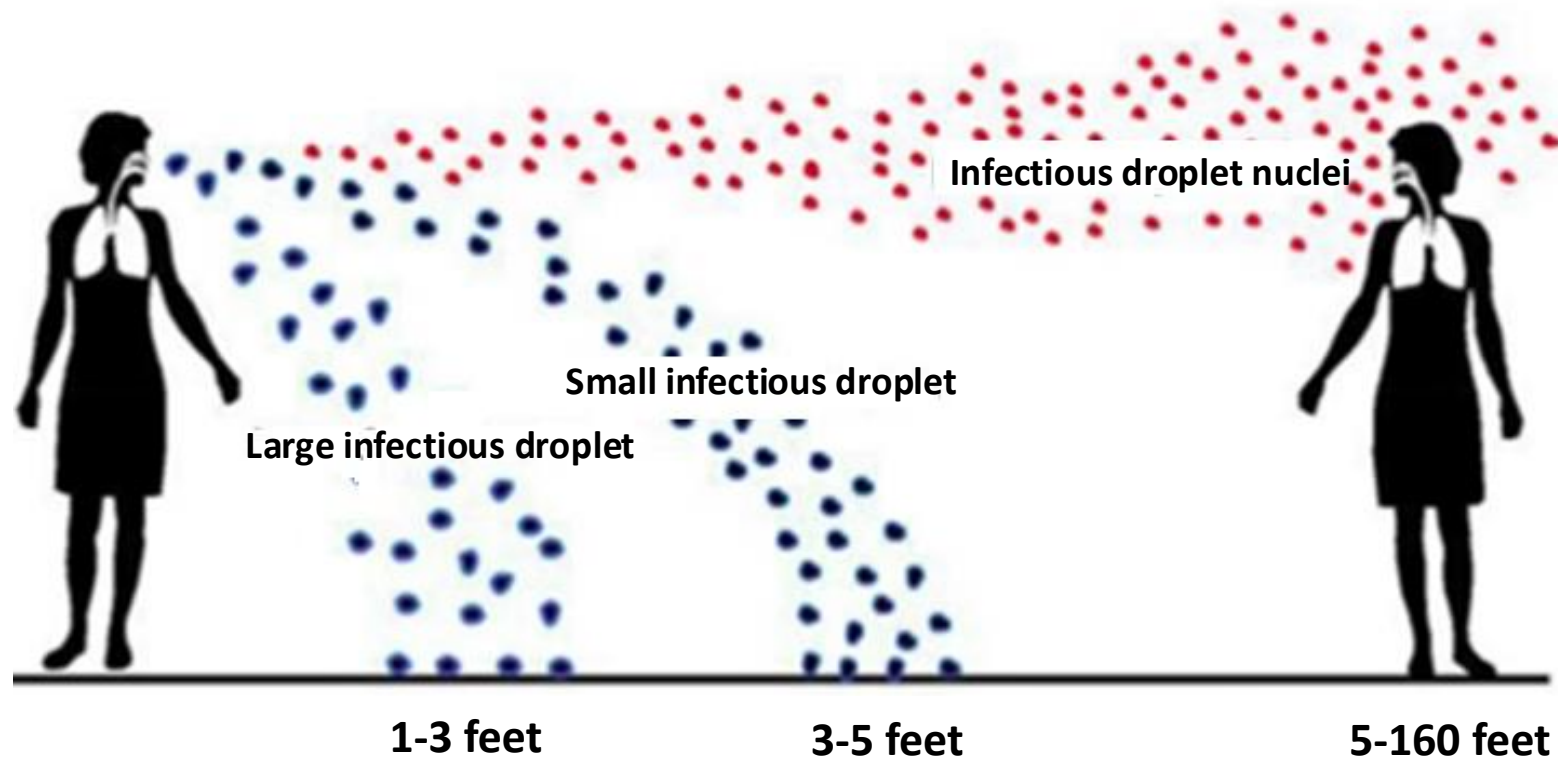 Infectious droplet nuclei
Small infectious droplet
Large infectious droplet
1-3 feet
3-5 feet
5-160 feet